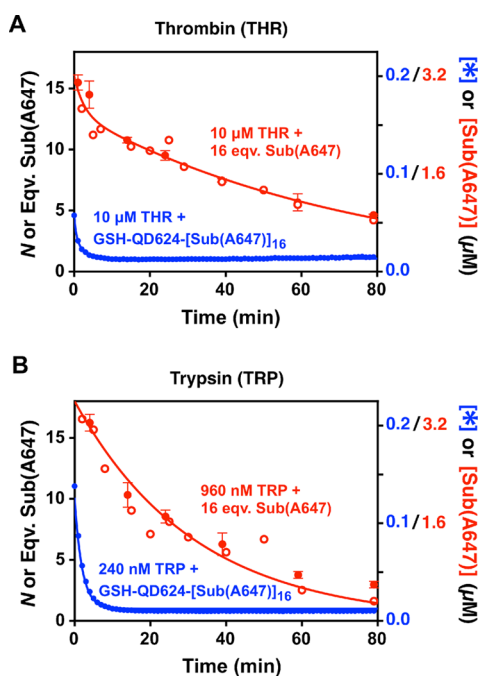 A
Thrombin (THR)
N or Eqv. Sub(A647)
15
10
5
0
10 µM THR +
16 eqv. Sub(A647)
10 µM THR +
GSH-QD624-[Sub(A647)]16
0.2/3.2
0.1/1.6
0.0
[*] or [Sub(A647)] (µM)
0 20 40 60 80
Time (min)
B
Trypsin (TRP)
N or Eqv. Sub(A647)
15
10
5
0
960 nM TRP +
16 eqv. Sub(A647)
240 nM TRP +
GSH-QD624-[Sub(A647)]16
0.2/3.2
0.1/1.6
0.0
[*] or [Sub(A647)] (µM)
0 20 40 60 80
Time (min)